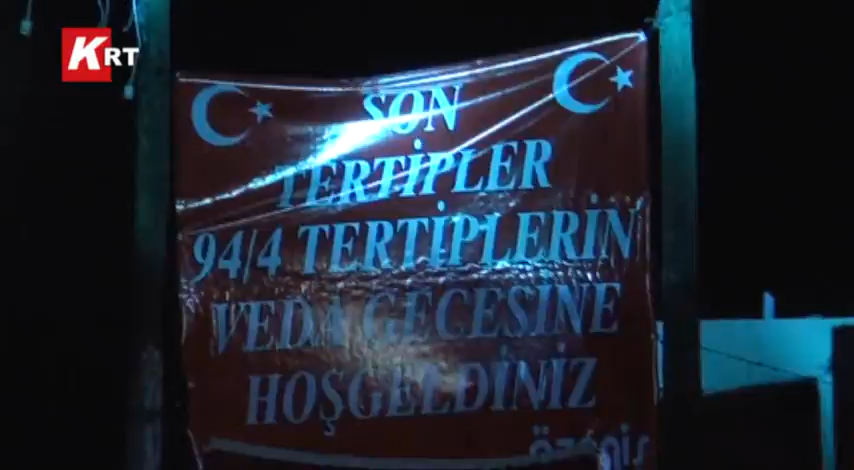 KRT
SON
TERTİPLER
94/4 TERTİPLERİN
VEDA GECESİNE
HOŞGELDİNİZ